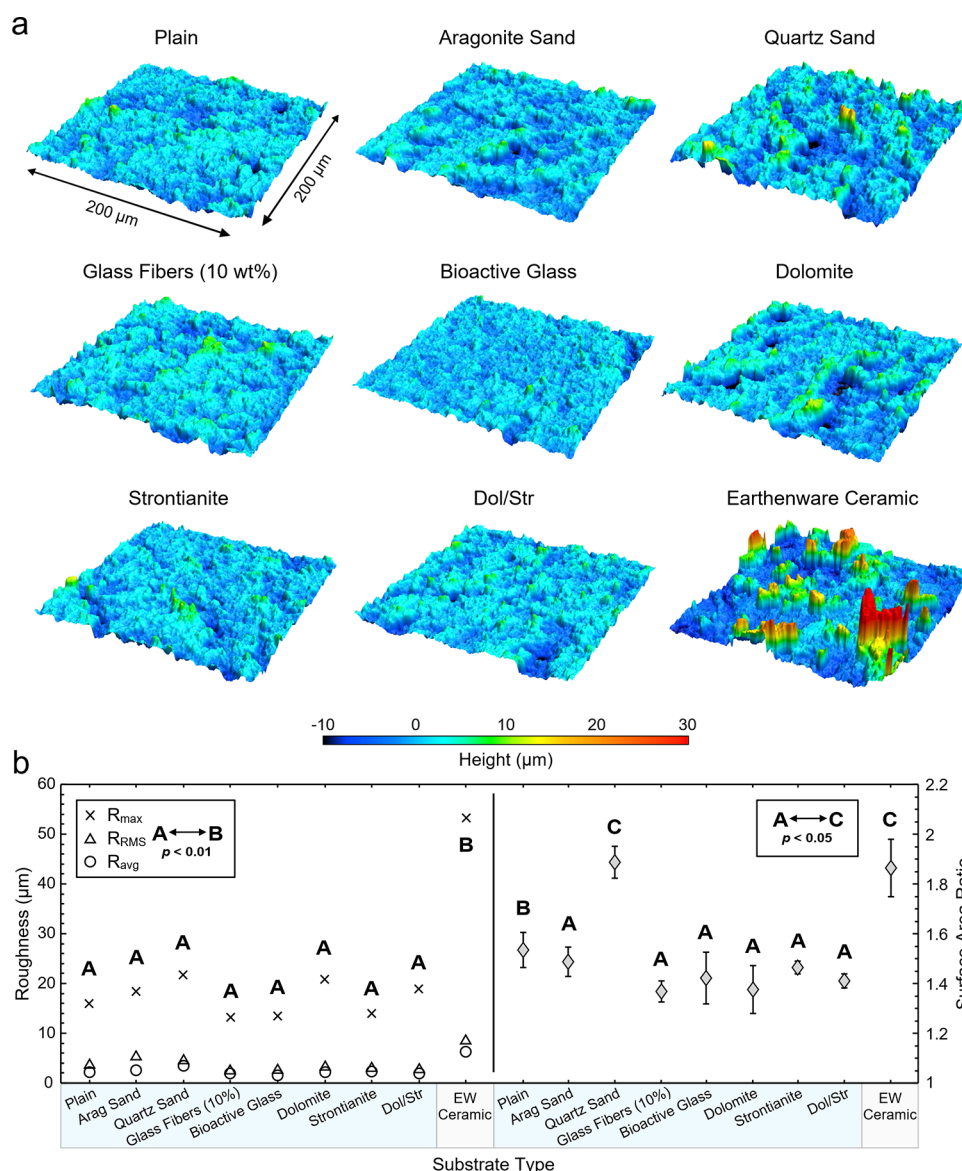 a
Plain
Aragonite Sand
Quartz Sand
200 µm
200 µm
Glass Fibers (10 wt%)
Bioactive Glass
Dolomite
Strontianite
Dol/Str
Earthenware Ceramic
-10 0 10 20 30
Height (µm)
b
60
50
40
30
20
10
0
Roughness (µm)
Rmax
RRMS
Ravg
A B
p < 0.01
A A A A A A A A B
A C
p < 0.05
B A C A A A A A C
2.2
2
1.8
1.6
1.4
1.2
1
Surface Area Ratio
Plain
Arag Sand
Quartz Sand
Glass Fibers (10%)
Bioactive Glass
Dolomite
Strontianite
Dol/Str
EW
Ceramic
Plain
Arag Sand
Quartz Sand
Glass Fibers (10%)
Bioactive Glass
Dolomite
Strontianite
Dol/Str
EW
Ceramic
Substrate Type